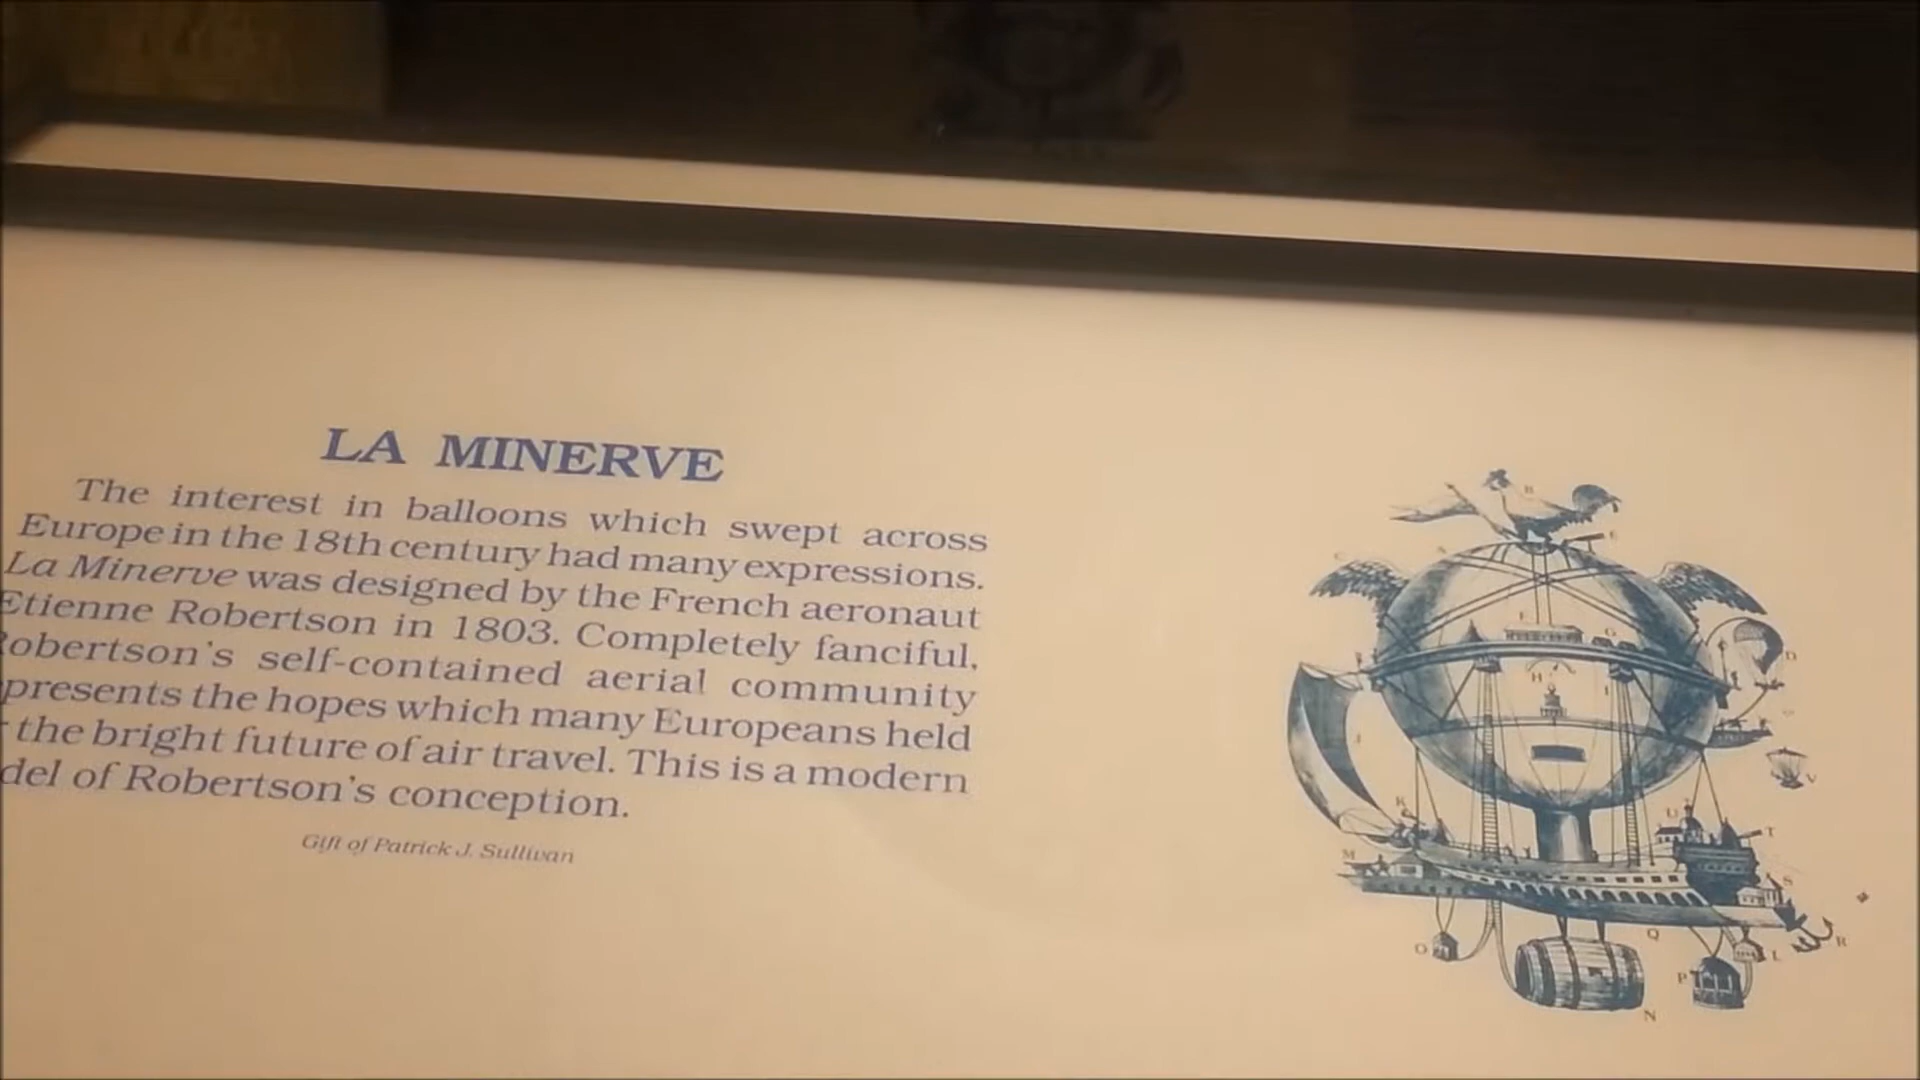 LA MINERVE
The interest in balloons which swept across
Europe in the 18th century had many expressions.
La Minerve was designed by the French aeronaut
Etienne Robertson in 1803. Completely fanciful,
Robertson's self-contained aerial community
presents the hopes which many Europeans held
the bright future of air travel. This is a modern
del of Robertson's conception.
Gift of Patrick J. Sullivan
B
E
C
A
F
G
D
H
I
J
V
K
U
T
M
S
O
Q
L
R
P
N